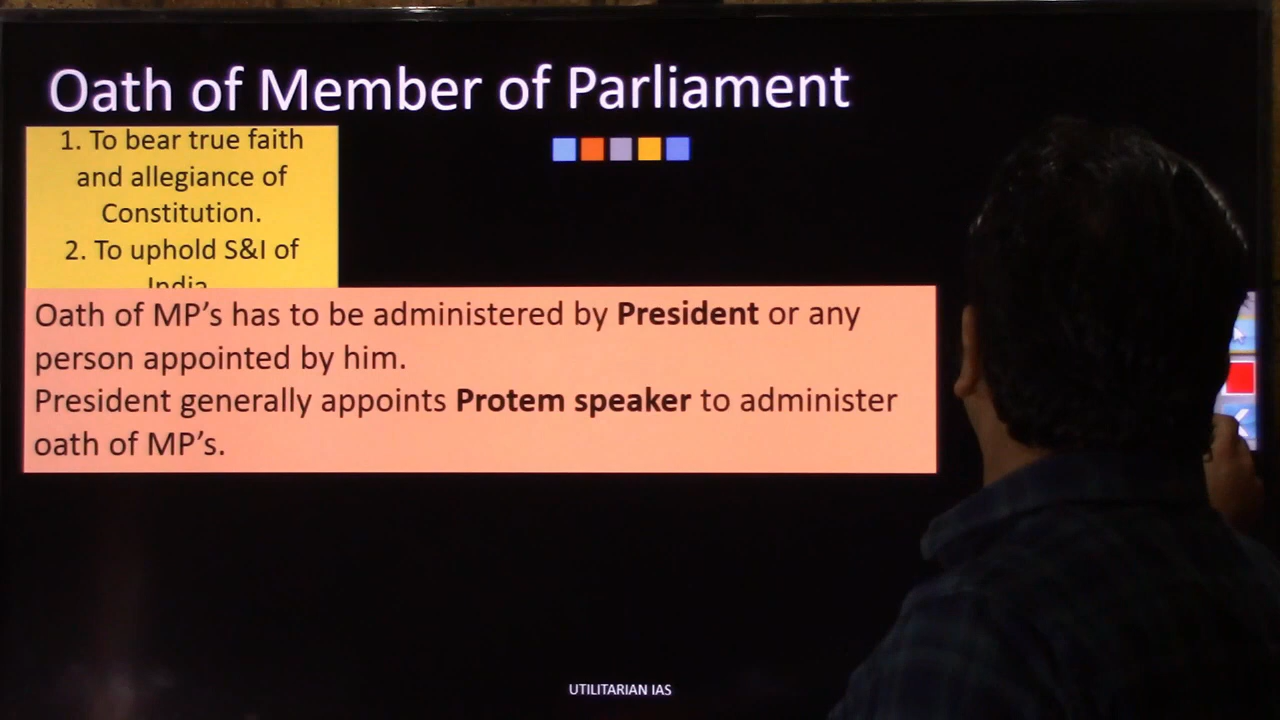 Oath of Member of Parliament
1. To bear true faith
and allegiance of
Constitution.
2. To uphold S&I of
India
Oath of MP’s has to be administered by President or any
person appointed by him.
President generally appoints Protem speaker to administer
oath of MP’s.
UTILITARIAN IAS